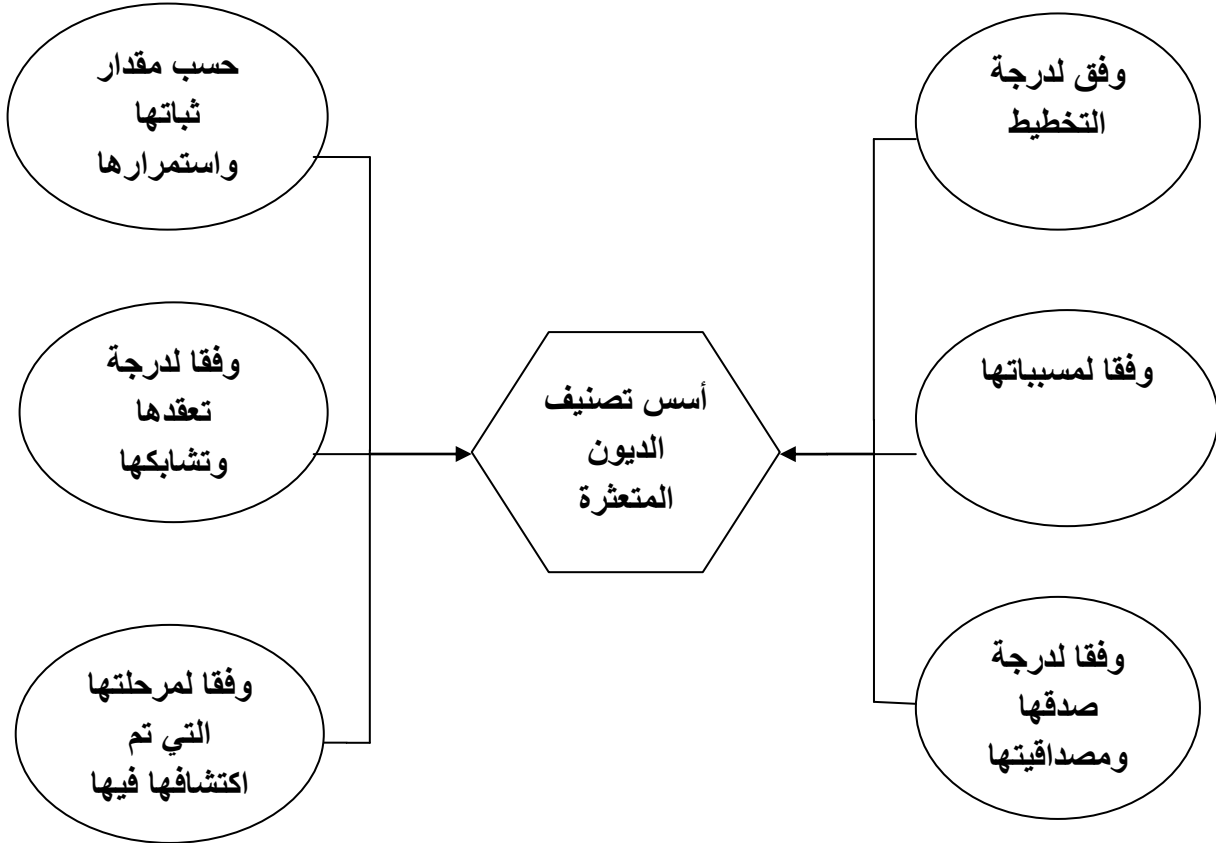 وفق لدرجة
التخطيط
وفقا لمسبباتها
وفقا لدرجة
صدقها
ومصداقيتها
أسس تصنيف
الديون
المتعثرة
حسب مقدار
ثباتها
واستمرارها
وفقا لدرجة
تعقدها
وتشابكها
وفقا لمرحلتها
التي تم
اكتشافها فيها